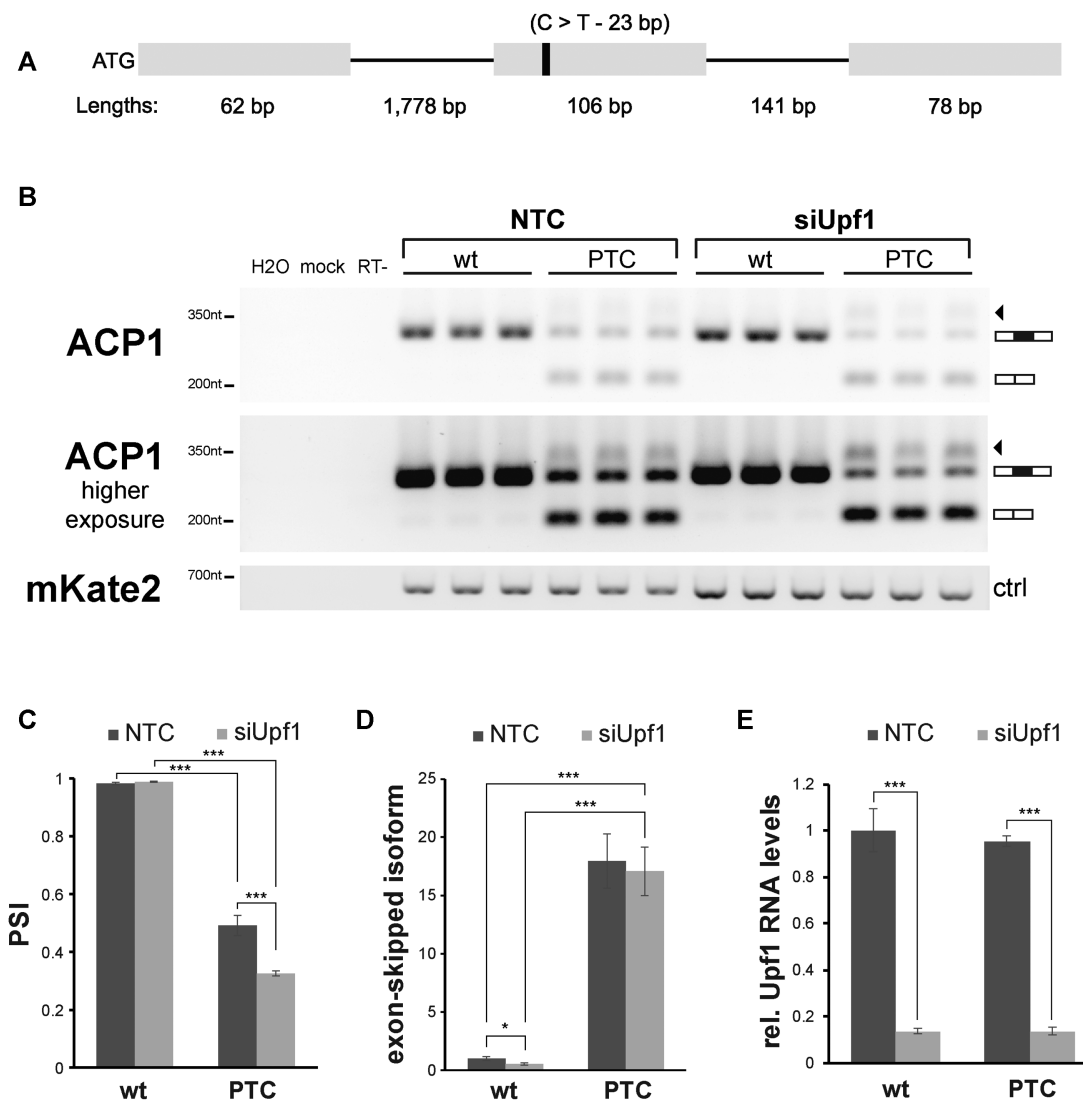 (C > T - 23 bp)
A
ATG
Lengths: 62 bp 1,778 bp 106 bp 141 bp 78 bp
B
NTC siUpf1
wt PTC wt PTC
H2O mock RT-
350nt
ACP1
200nt
ACP1
350nt
higher
exposure
200nt
700nt
mKate2
ctrl
C
NTC siUpf1
***
***
1
0.8
0.6
***
0.4
0.2
0
PSI
wt PTC
D
NTC siUpf1
25
***
***
20
15
10
5
*
0
exon-skipped isoform
wt PTC
E
NTC siUpf1
1.2
***
1
***
0.8
0.6
0.4
0.2
0
rel. Upf1 RNA levels
wt PTC